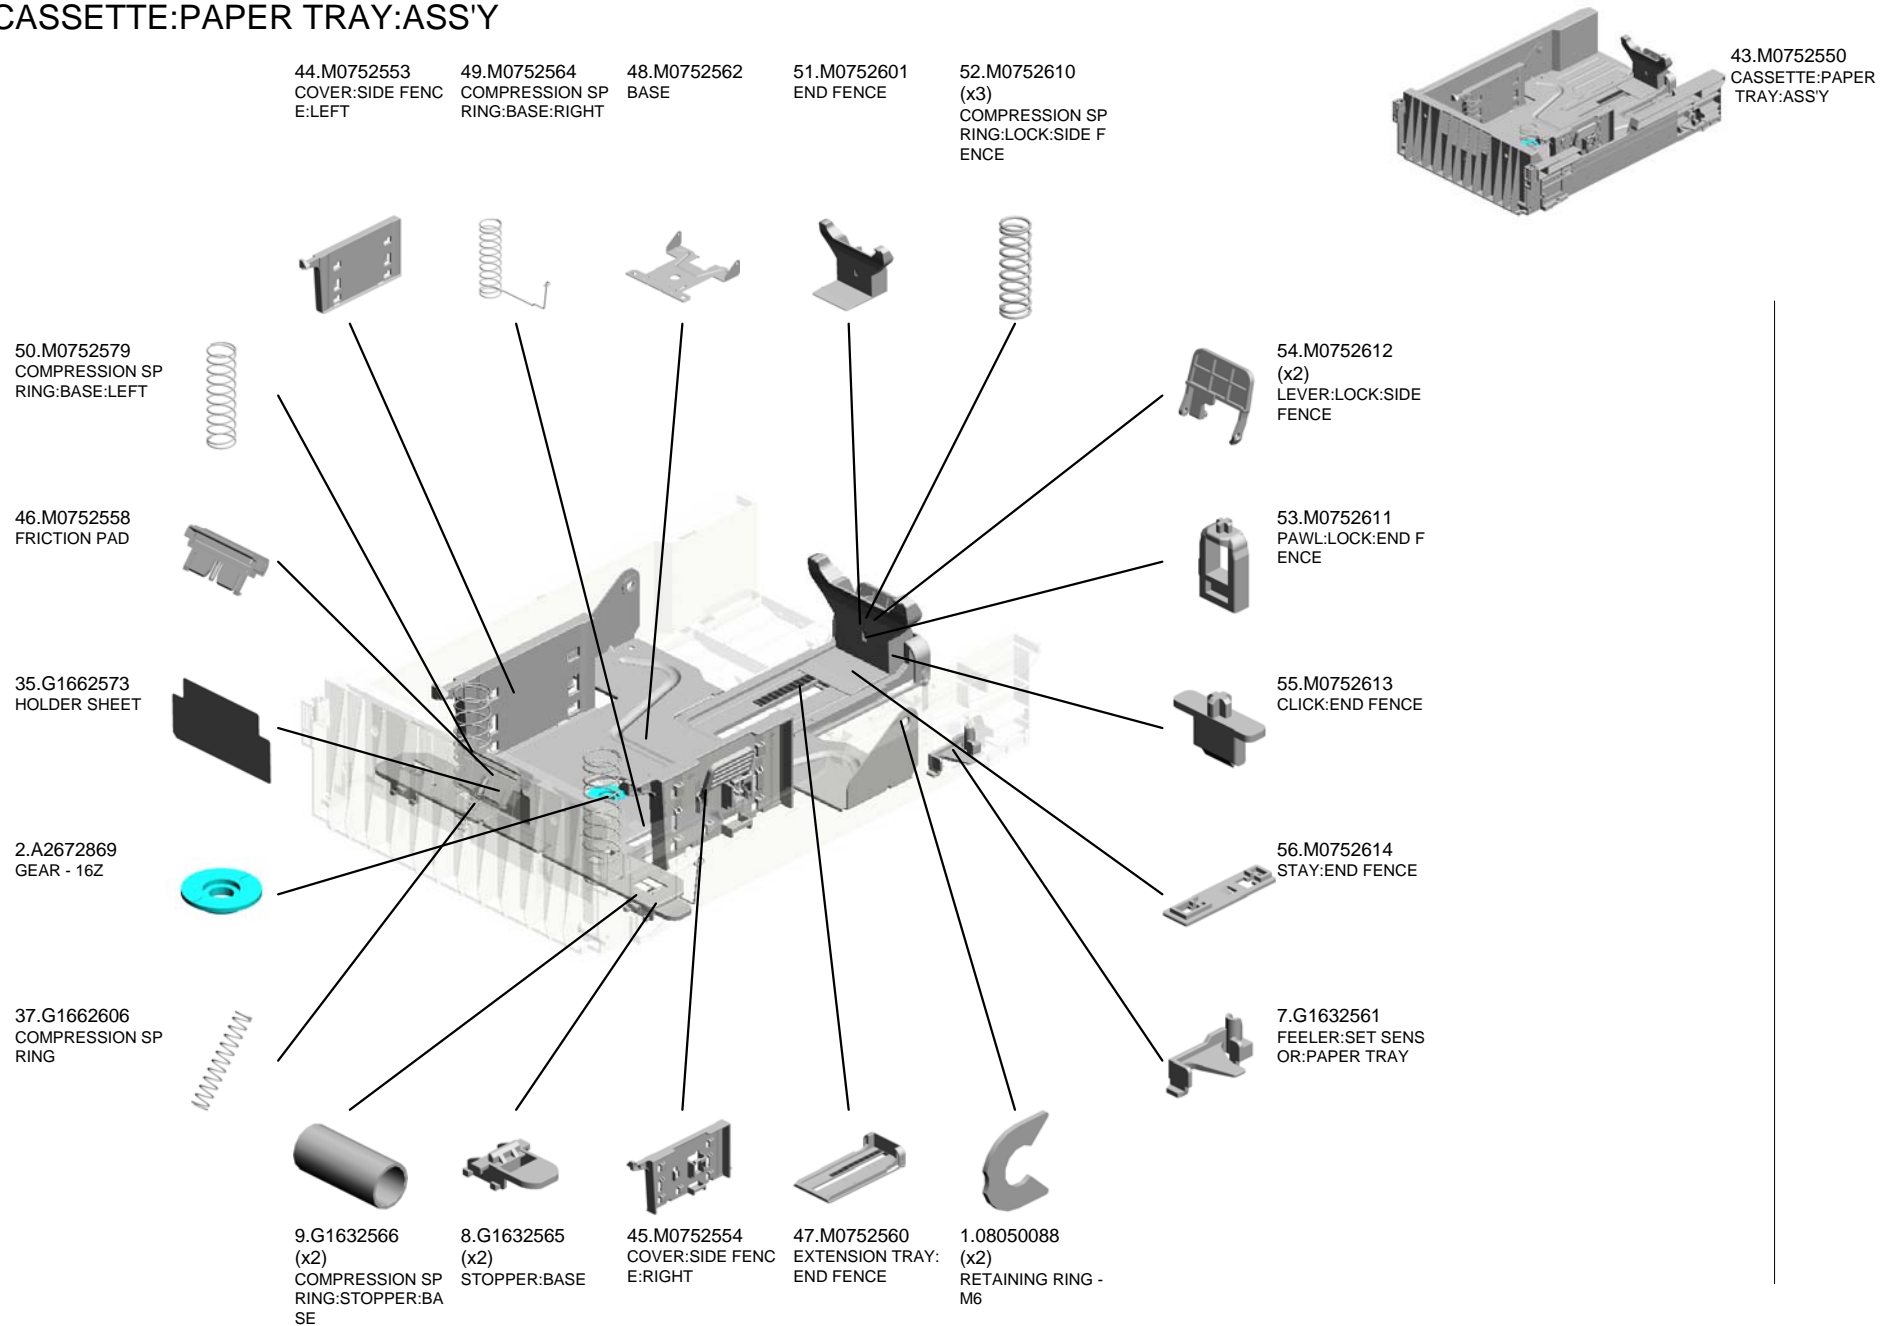 CASSETTE:PAPER TRAY:ASS'Y
44.M0752553
COVER:SIDE FENC
E:LEFT
49.M0752564
COMPRESSION SP
RING:BASE:RIGHT
48.M0752562
BASE
51.M0752601
END FENCE
52.M0752610
(x3)
COMPRESSION SP
RING:LOCK:SIDE F
ENCE
43.M0752550
CASSETTE:PAPER
TRAY:ASS'Y
50.M0752579
COMPRESSION SP
RING:BASE:LEFT
54.M0752612
(x2)
LEVER:LOCK:SIDE
FENCE
46.M0752558
FRICTION PAD
53.M0752611
PAWL:LOCK:END F
ENCE
35.G1662573
HOLDER SHEET
55.M0752613
CLICK:END FENCE
2.A2672869
GEAR - 16Z
56.M0752614
STAY:END FENCE
37.G1662606
COMPRESSION SP
RING
7.G1632561
FEELER:SET SENS
OR:PAPER TRAY
9.G1632566
(x2)
COMPRESSION SP
RING:STOPPER:BA
SE
8.G1632565
(x2)
STOPPER:BASE
45.M0752554
COVER:SIDE FENC
E:RIGHT
47.M0752560
EXTENSION TRAY:
END FENCE
1.08050088
(x2)
RETAINING RING -
M6